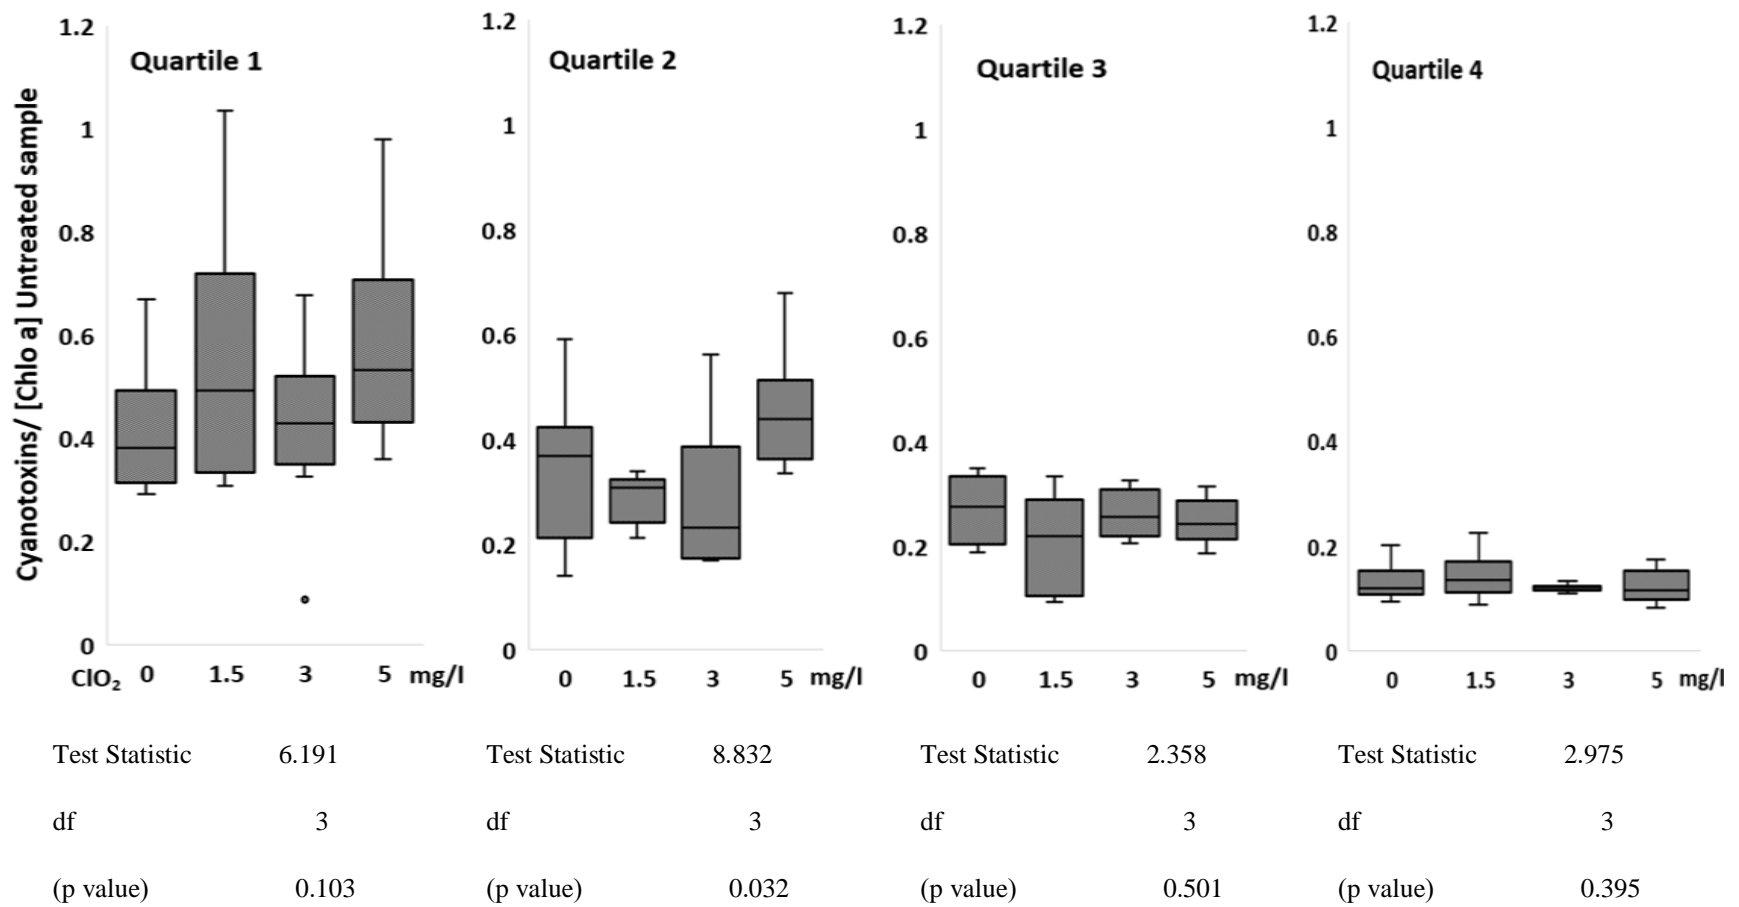 Cyanotoxins/ [Chlo a] Untreated sample
Quartile 1
1.2
1
0.8
0.6
0.4
0.2
0
ClO₂ 0 1.5 3 5 mg/l
Quartile 2
1.2
1
0.8
0.6
0.4
0.2
0
0 1.5 3 5 mg/l
Quartile 3
1.2
1
0.8
0.6
0.4
0.2
0
0 1.5 3 5 mg/l
Quartile 4
1.2
1
0.8
0.6
0.4
0.2
0
0 1.5 3 5 mg/l
Test Statistic 6.191 Test Statistic 8.832 Test Statistic 2.358 Test Statistic 2.975
df 3 df 3 df 3 df 3
(p value) 0.103 (p value) 0.032 (p value) 0.501 (p value) 0.395